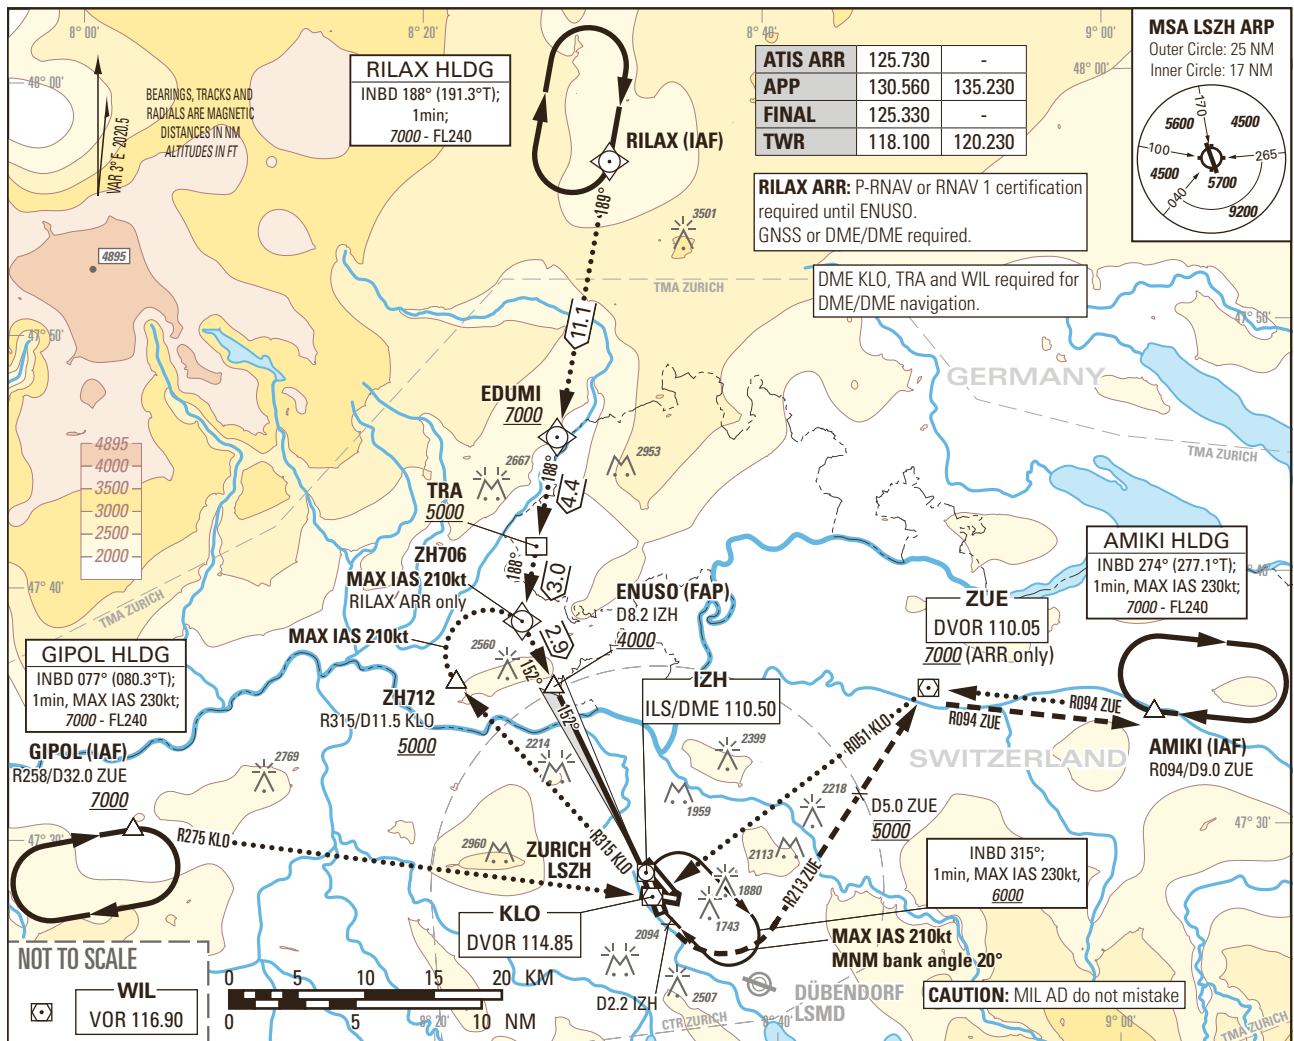 8° 00'
8° 20'
8° 40'
9° 00'
48° 00'
48° 00'
RILAX HLDG
INBD 188° (191.3°T);
1min;
7000 - FL240
BEARINGS, TRACKS AND
RADIALS ARE MAGNETIC
DISTANCES IN NM
ALTITUDES IN FT
VAR 3° E 2020.5
RILAX (IAF)
ATIS ARR 125.730 -
APP 130.560 135.230
FINAL 125.330 -
TWR 118.100 120.230
MSA LSZH ARP
Outer Circle: 25 NM
Inner Circle: 17 NM
170
5600
4500
100
265
4500
5700
040
9200
RILAX ARR: P-RNAV or RNAV 1 certification
required until ENUSO.
GNSS or DME/DME required.
DME KLO, TRA and WIL required for
DME/DME navigation.
189°
3501
4895
TMA ZURICH
11.1
47° 50'
47° 50'
GERMANY
EDUMI
7000
TMA ZURICH
4895
4000
3500
3000
2500
2000
2667
2953
188°
4.4
TRA
5000
ZH706
MAX IAS 210kt
RILAX ARR only
188°
3.0
47° 40'
40'
TMA ZURICH
AMIKI HLDG
INBD 274° (277.1°T);
1min, MAX IAS 230kt;
7000 - FL240
ENUSO (FAP)
D8.2 IZH
4000
ZUE
DVOR 110.05
7000 (ARR only)
MAX IAS 210kt
2.9
2560
152°
152°
GIPOL HLDG
INBD 077° (080.3°T);
1min, MAX IAS 230kt;
7000 - FL240
ZH712
R315/D11.5 KLO
5000
IZH
ILS/DME 110.50
R094 ZUE
R094 ZUE
AMIKI (IAF)
R094/D9.0 ZUE
SWITZERLAND
R051 KLO
GIPOL (IAF)
R258/D32.0 ZUE
7000
2769
2214
2399
1959
2218
D5.0 ZUE
5000
47° 30'
47° 30'
R275 KLO
R315 KLO
2960
ZURICH
LSZH
2113
R213 ZUE
INBD 315°;
1min, MAX IAS 230kt,
6000
1880
1743
KLO
DVOR 114.85
2094
MAX IAS 210kt
MNM bank angle 20°
NOT TO SCALE
WIL
VOR 116.90
0 5 10 15 20 KM
0 5 10 NM
D2.2 IZH
2507
DÜBENDORF
LSMD
CAUTION: MIL AD do not mistake
8° 20'
CTR ZURICH
8° 40'
9° 00'
TMA ZURICH